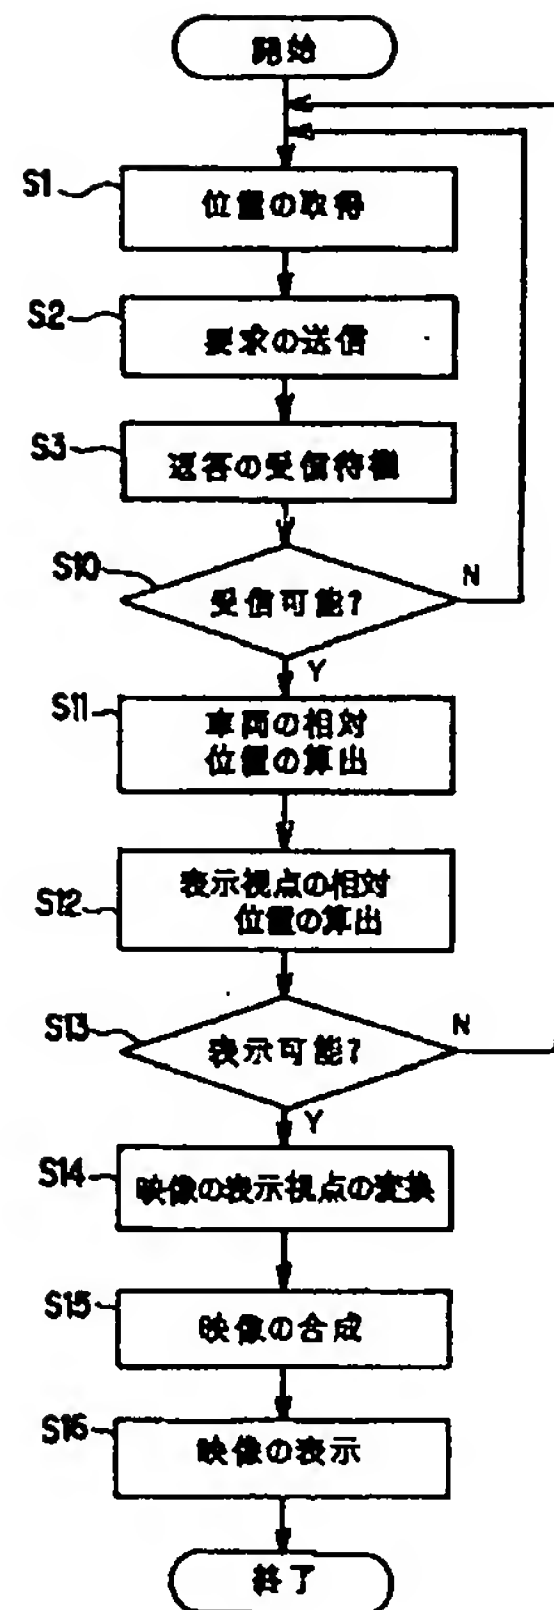 開始
S1
位置の取得
S2
要求の送信
S3
返答の受信待機
S10
受信可能?
N
Y
S11
車両の相対
位置の算出
S12
表示視点の相対
位置の算出
S13
表示可能?
N
Y
S14
映像の表示視点の変換
S15
映像の合成
S16
映像の表示
終了